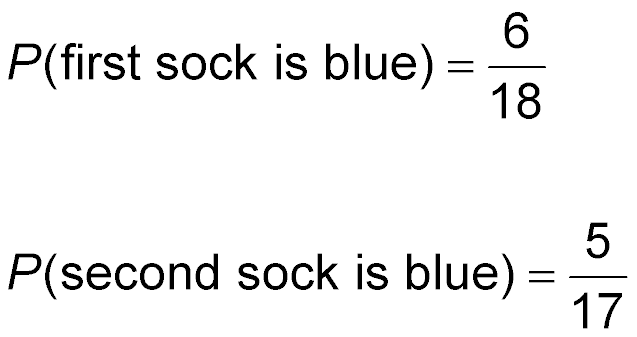 P(first sock is blue) = 6/18
P(second sock is blue) = 5/17